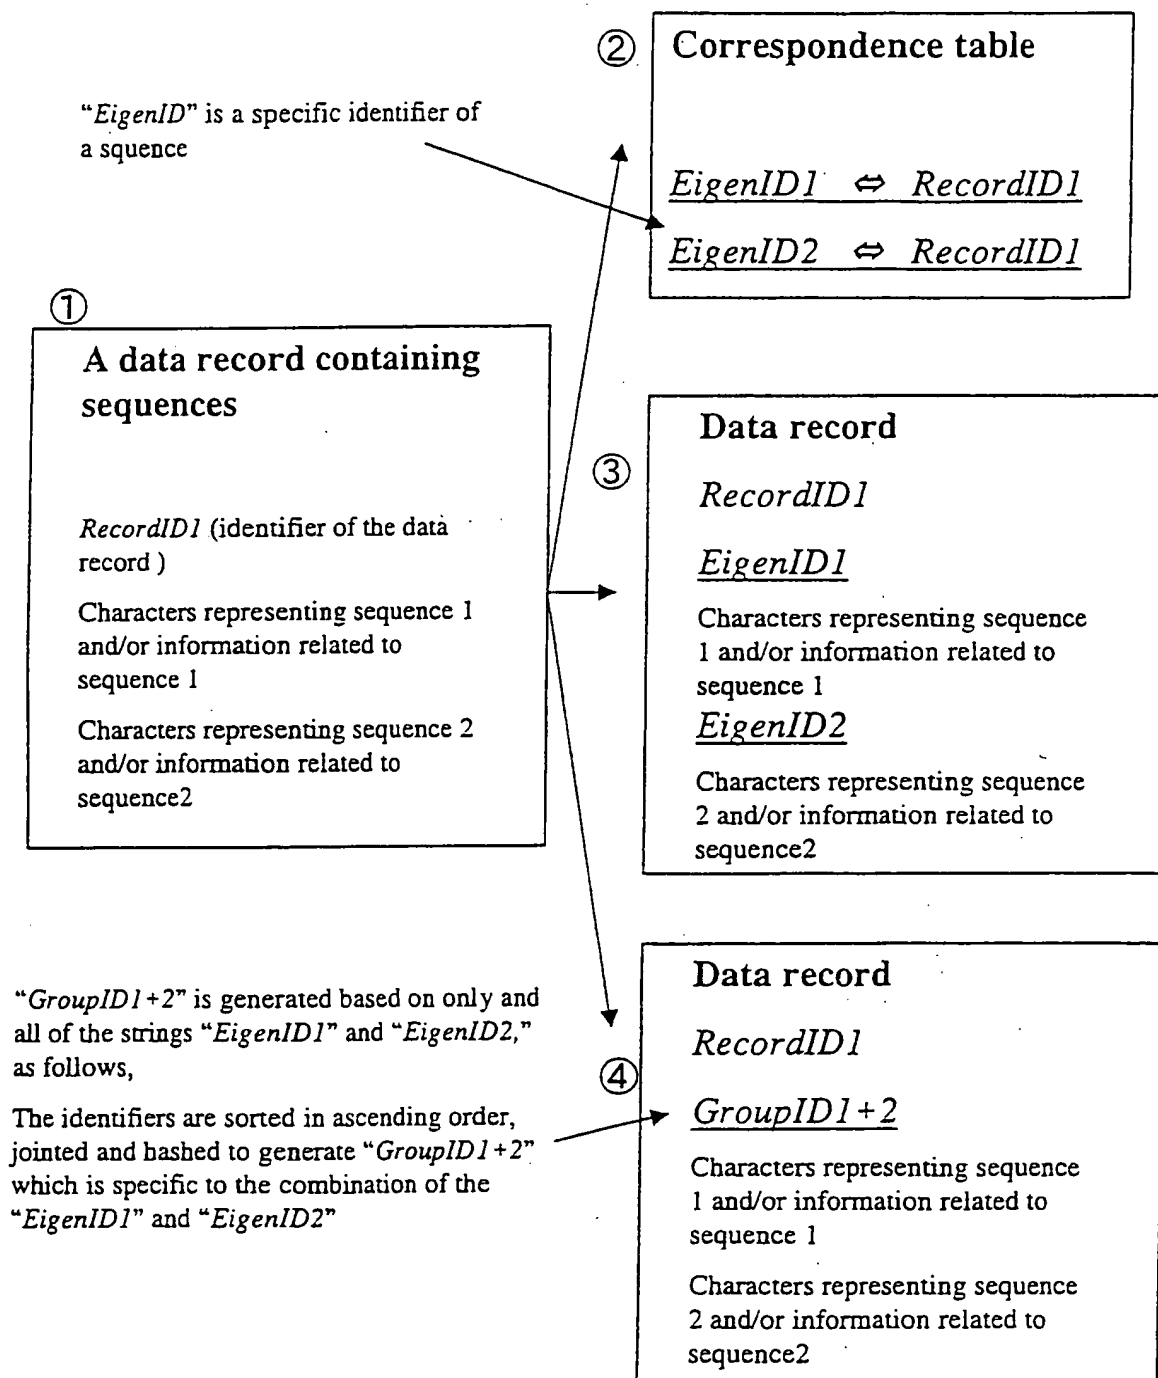 ②
Correspondence table
EigenID1 ⇔ RecordID1
EigenID2 ⇔ RecordID1
“EigenID” is a specific identifier of
a squence
①
A data record containing
sequences
RecordID1 (identifier of the data
record )
Characters representing sequence 1
and/or information related to
sequence 1
Characters representing sequence 2
and/or information related to
sequence2
③
Data record
RecordID1
EigenID1
Characters representing sequence
1 and/or information related to
sequence 1
EigenID2
Characters representing sequence
2 and/or information related to
sequence2
“GroupID1+2” is generated based on only and
all of the strings “EigenID1” and “EigenID2,”
as follows,
The identifiers are sorted in ascending order,
jointed and hashed to generate “GroupID1+2”
which is specific to the combination of the
“EigenID1” and “EigenID2”
④
Data record
RecordID1
GroupID1+2
Characters representing sequence
1 and/or information related to
sequence 1
Characters representing sequence
2 and/or information related to
sequence2